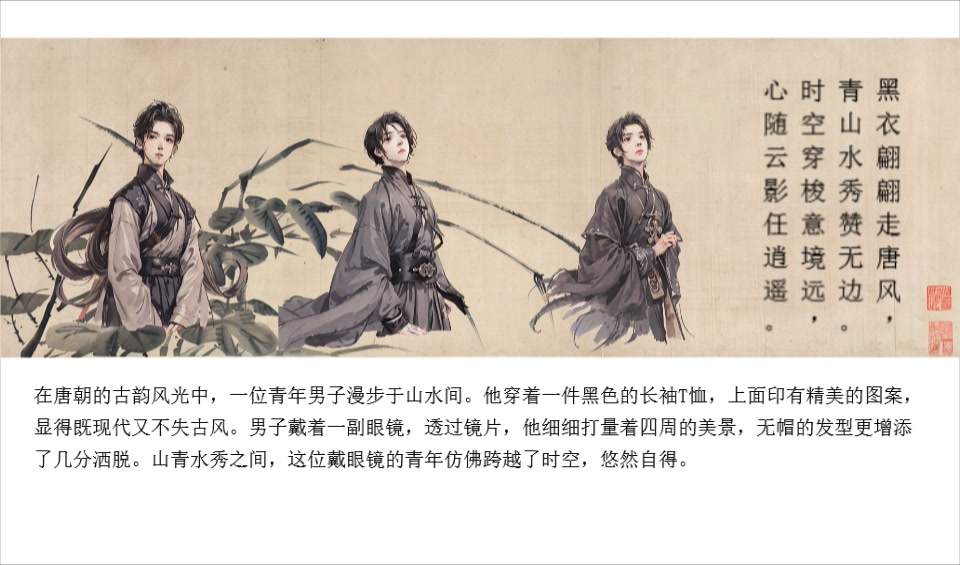 黑衣翩翩走唐风，
青山水秀赞无边。
时空穿梭意境远，
心随云影任逍遥。
在唐朝的古韵风光中，一位青年男子漫步于山水间。他穿着一件黑色的长袖T恤，上面印有精美的图案，
显得既现代又不失古风。男子戴着一副眼镜，透过镜片，他细细打量着四周的美景，无帽的发型更增添
了几分洒脱。山青水秀之间，这位戴眼镜的青年仿佛跨越了时空，悠然自得。